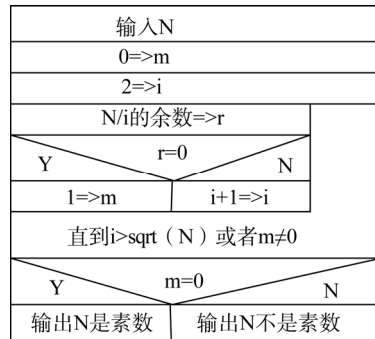 输入N
0=>m
2=>i
N/i的余数=>r
r=0
Y N
1=>m i+1=>i
直到i>sqrt（N）或者m≠0
m=0
Y N
输出N是素数 输出N不是素数